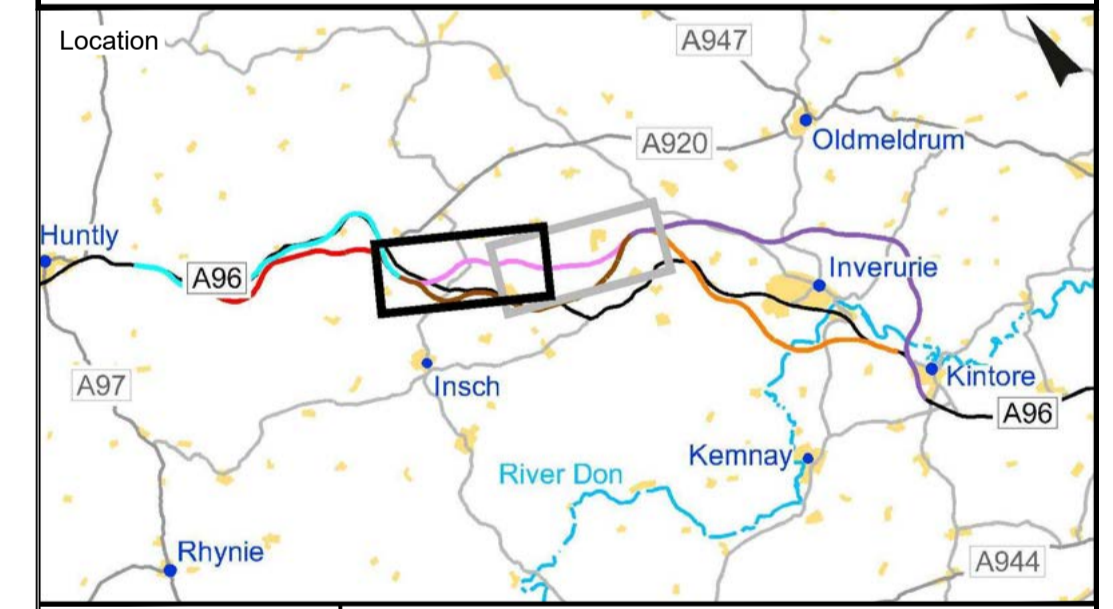 Location
A947
A920
Oldmeldrum
Huntly
A96
Inverurie
A97
Insch
Kintore
A96
Kemnay
River Don
Rhynie
A944